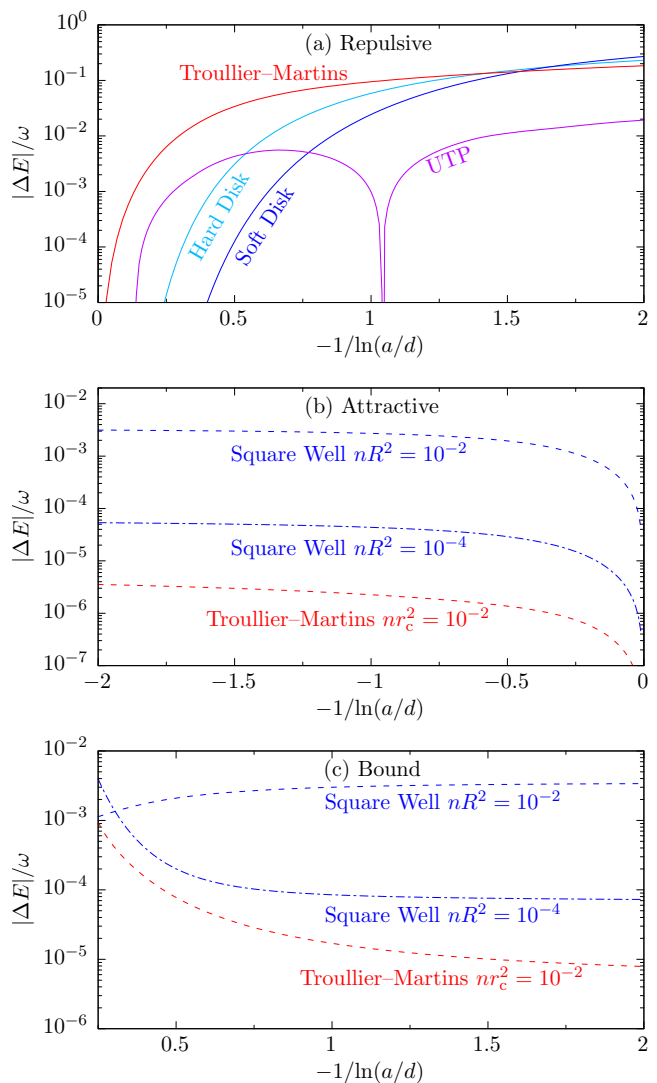 (a) Repulsive
Troullier–Martins
Hard Disk
Soft Disk
UTP
10^0
10^-1
10^-2
10^-3
10^-4
10^-5
|ΔE|/ω
0
0.5
1
1.5
2
−1/ln(a/d)
(b) Attractive
Square Well nR^2 = 10^-2
Square Well nR^2 = 10^-4
Troullier–Martins nr_c^2 = 10^-2
10^-2
10^-3
10^-4
10^-5
10^-6
10^-7
|ΔE|/ω
−2
−1.5
−1
−0.5
0
−1/ln(a/d)
(c) Bound
Square Well nR^2 = 10^-2
Square Well nR^2 = 10^-4
Troullier–Martins nr_c^2 = 10^-2
10^-2
10^-3
10^-4
10^-5
10^-6
|ΔE|/ω
0.5
1
1.5
2
−1/ln(a/d)